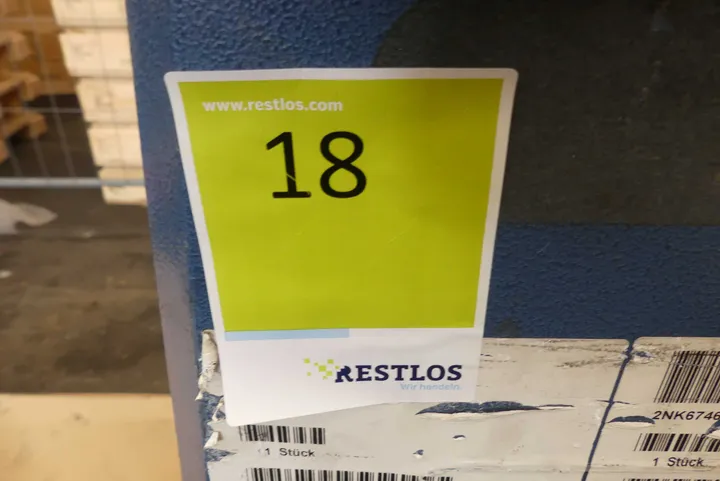 www.restlos.com
18
RESTLOS
Wir handeln.
2NK6746
1 Stück
1 Stück